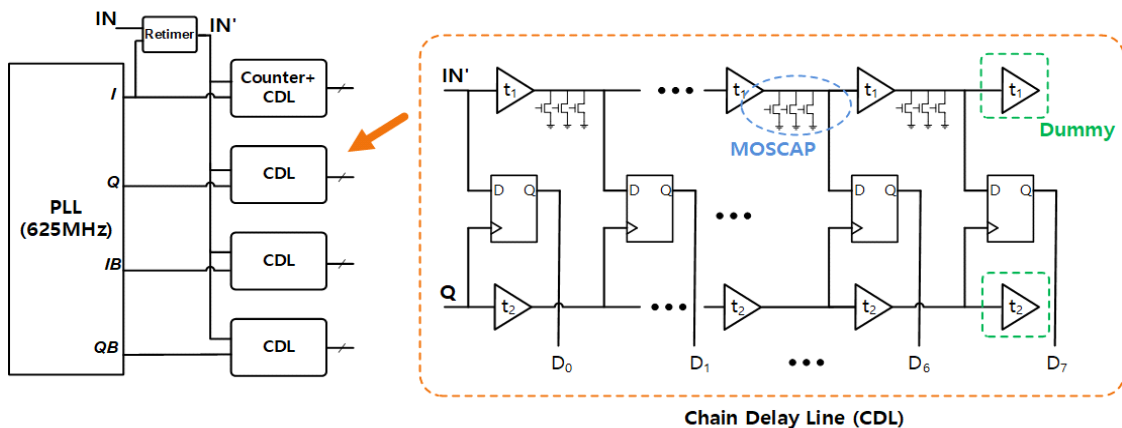 IN
Retimer
IN'
PLL
(625MHz)
I
Q
IB
QB
Counter+
CDL
CDL
CDL
CDL
IN'
t1
t1
t1
t1
MOSCAP
Dummy
D Q
D Q
D Q
D Q
Q
t2
t2
t2
t2
D0
D1
D6
D7
Chain Delay Line (CDL)